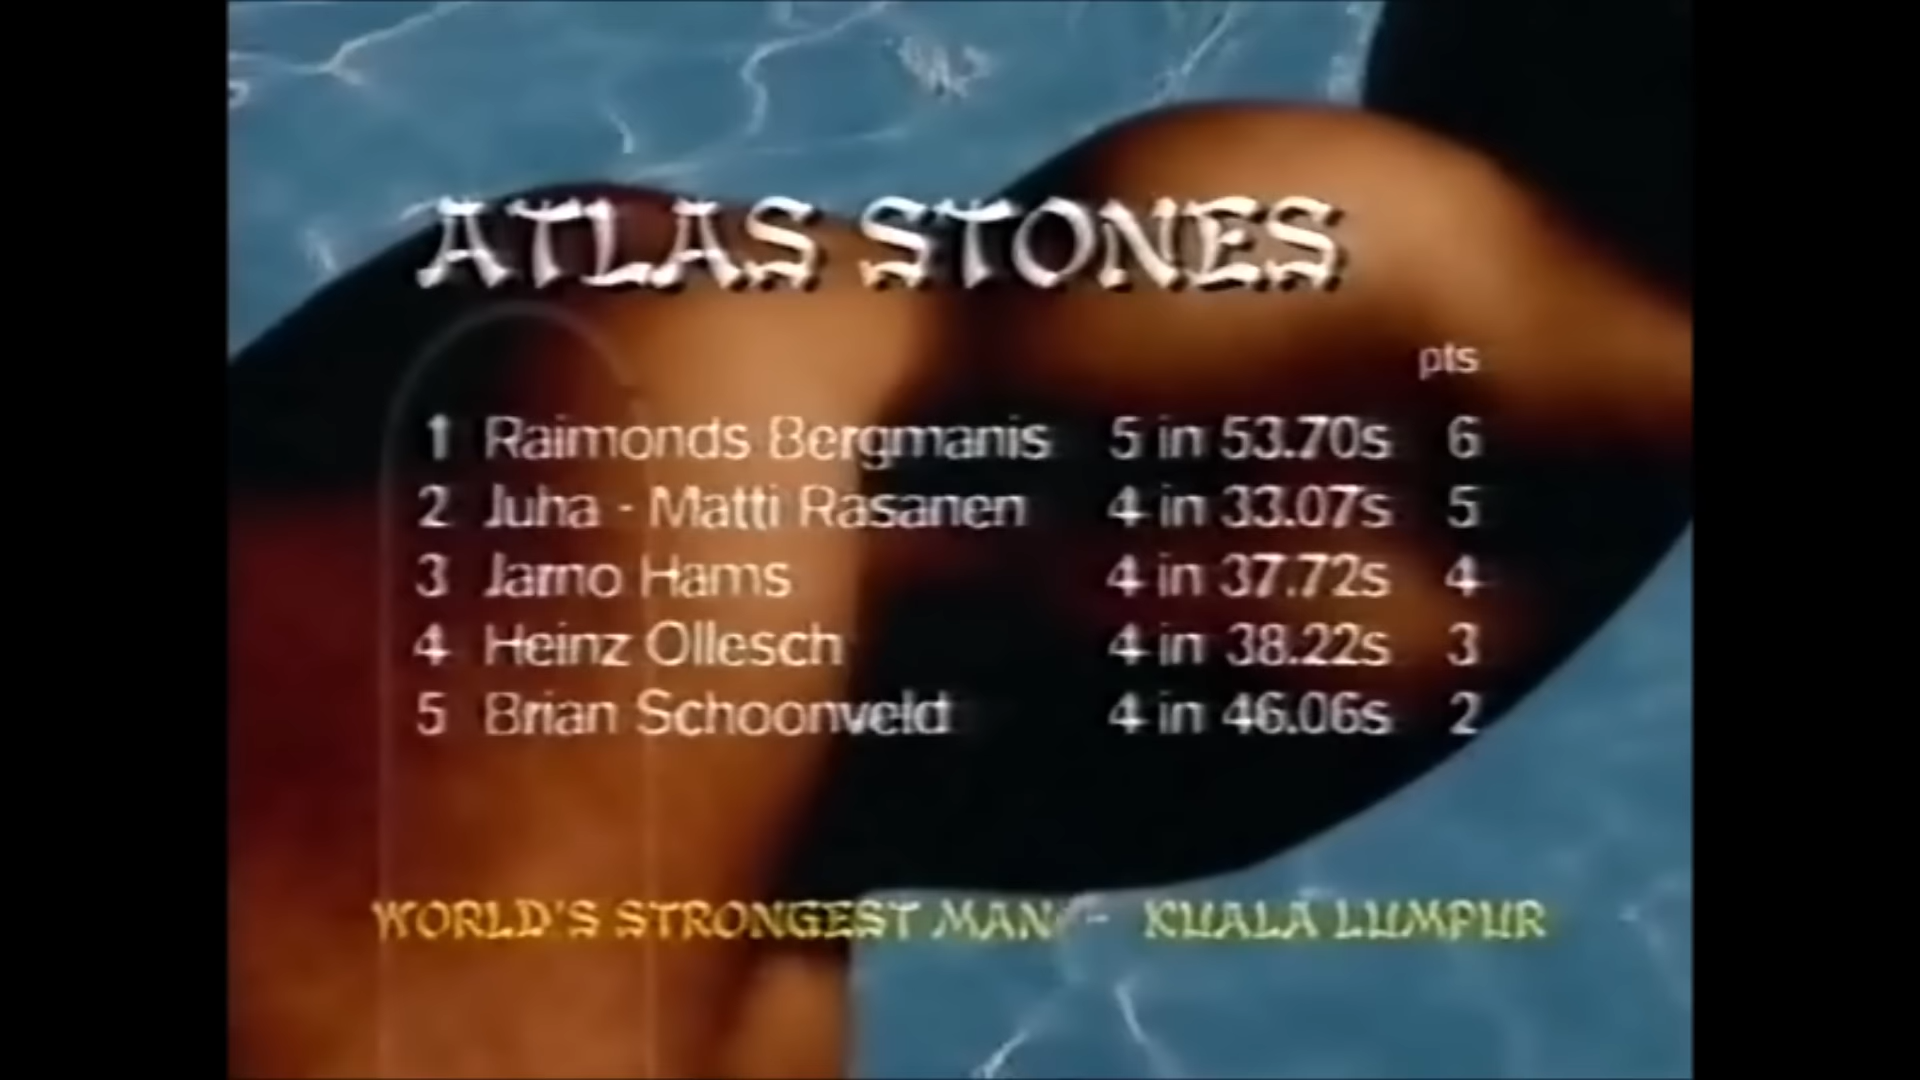 ATLAS STONES
pts
1 Raimonds Bergmanis 5 in 53.70s 6
2 Juha - Matti Rasanen 4 in 33.07s 5
3 Jarno Hams 4 in 37.72s 4
4 Heinz Ollesch 4 in 38.22s 3
5 Brian Schoonveld 4 in 46.06s 2
WORLD'S STRONGEST MAN - KUALA LUMPUR